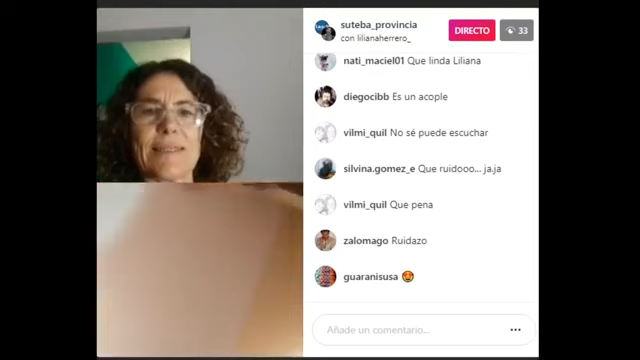 suteba_provincia
con lilianaherrero_
DIRECTO
33
nati_maciel01 Que linda Liliana
diegocibb Es un acople
vilmi_quil No sé puede escuchar
silvina.gomez_e Que ruidooo... ja.ja
vilmi_quil Que pena
zalomago Ruidazo
guaranisusa 🤩
Añade un comentario...